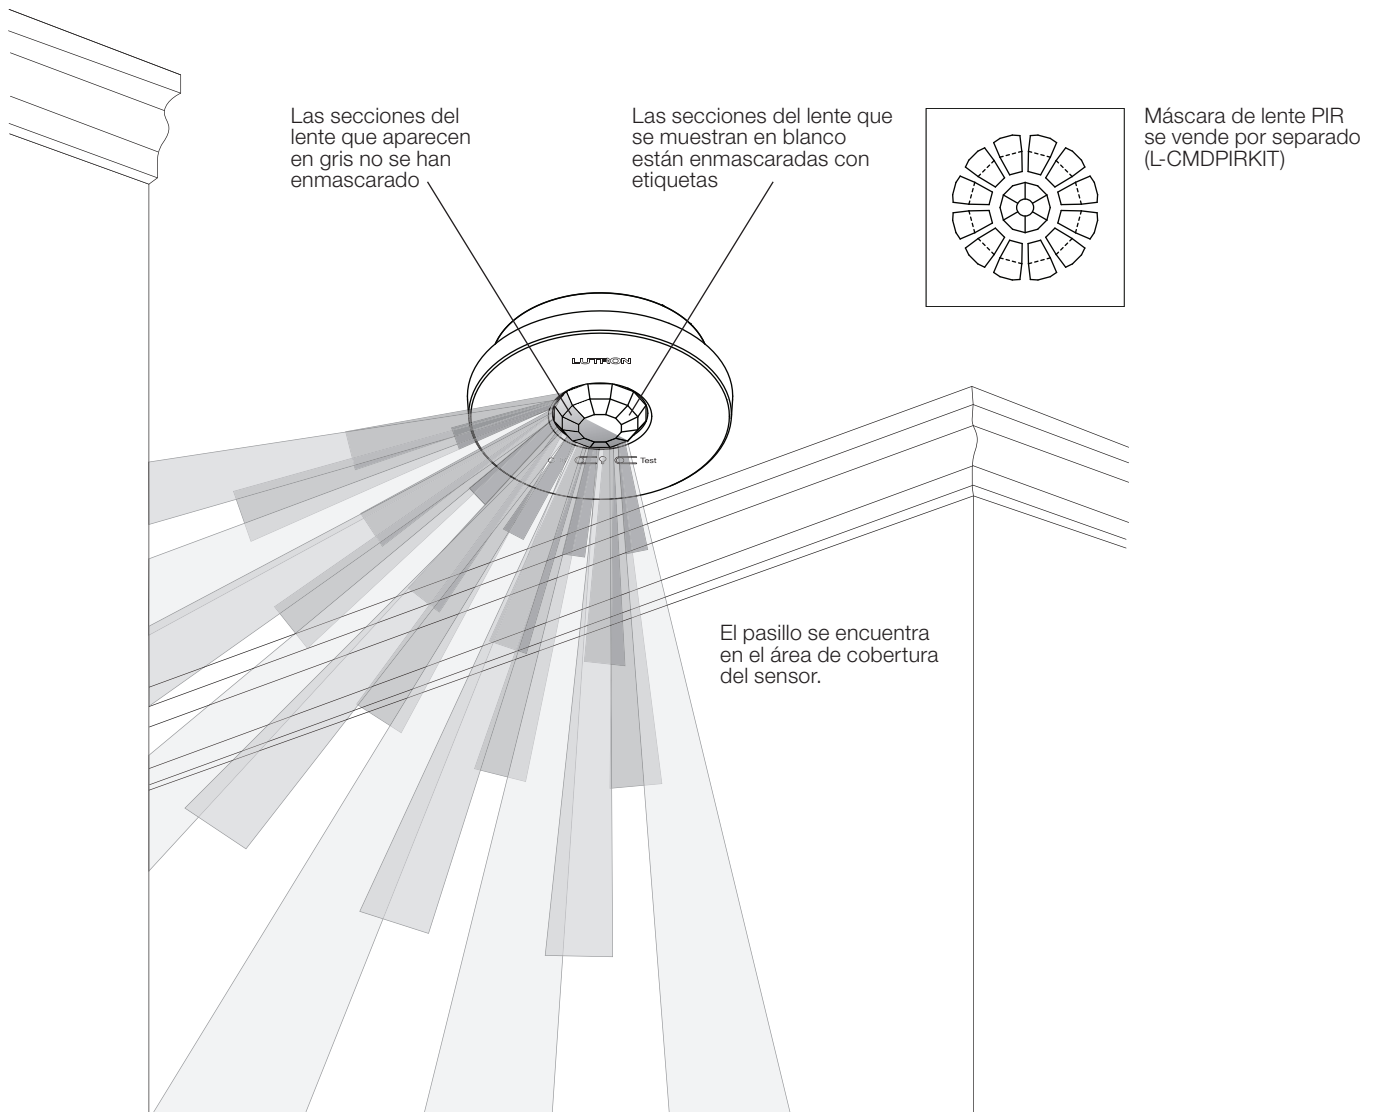 Las secciones del
lente que aparecen
en gris no se han
enmascarado
Las secciones del lente que
se muestran en blanco
están enmascaradas con
etiquetas
Máscara de lente PIR
se vende por separado
(L-CMDPIRKIT)
LUTRON
Test
El pasillo se encuentra
en el área de cobertura
del sensor.